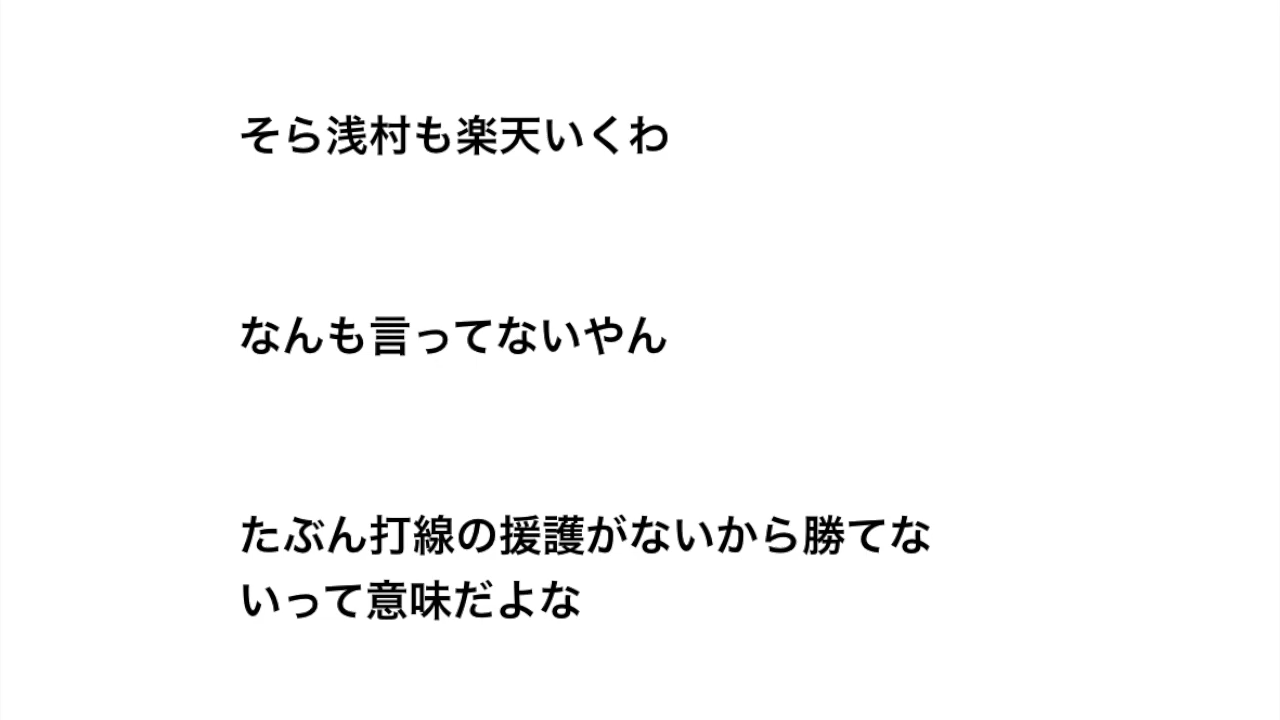 そら浅村も楽天いくわ
なんも言ってないやん
たぶん打線の援護がないから勝てな
いって意味だよな